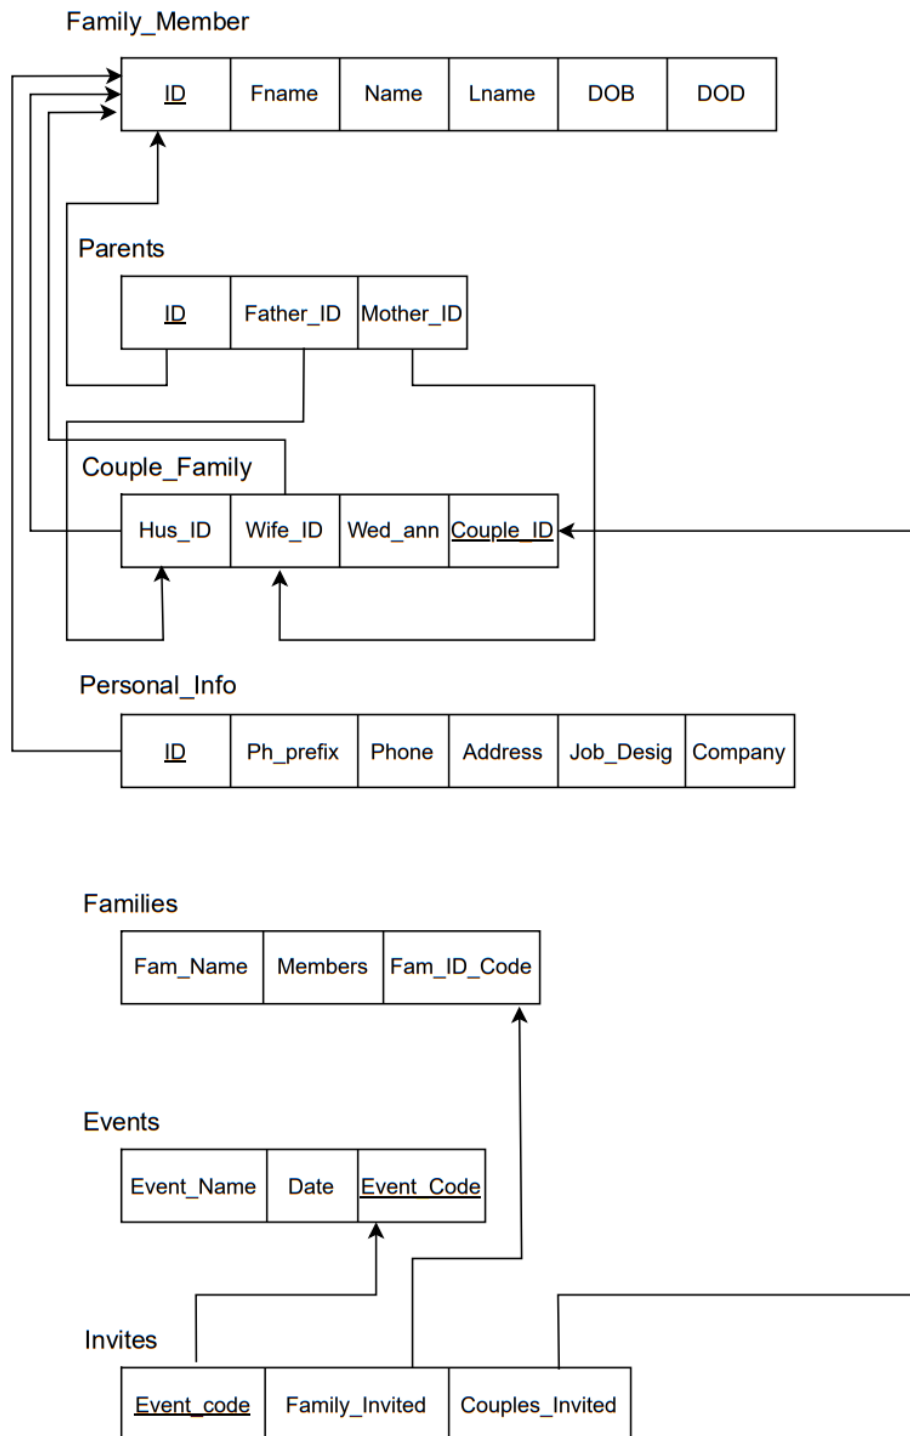 Family_Member
ID Fname Name Lname DOB DOD
Parents
ID Father_ID Mother_ID
Couple_Family
Hus_ID Wife_ID Wed_ann Couple_ID
Personal_Info
ID Ph_prefix Phone Address Job_Desig Company
Families
Fam_Name Members Fam_ID_Code
Events
Event_Name Date Event_Code
Invites
Event_code Family_Invited Couples_Invited